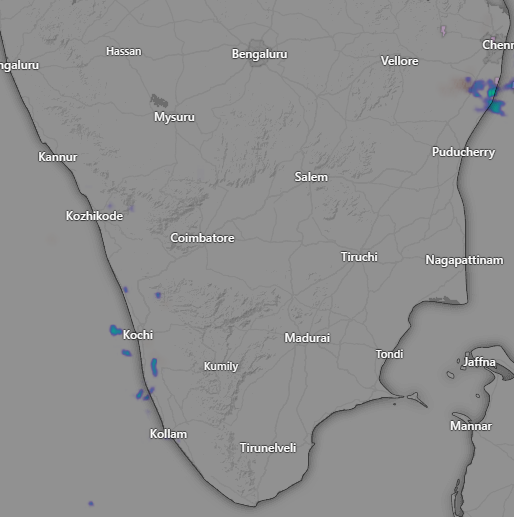 Hassan
Bengaluru
Chenn
ngaluru
Vellore
Mysuru
Kannur
Puducherry
Salem
Kozhikode
Coimbatore
Tiruchi
Nagapattinam
Kochi
Madurai
Tondi
Kumily
Jaffna
Mannar
Kollam
Tirunelveli